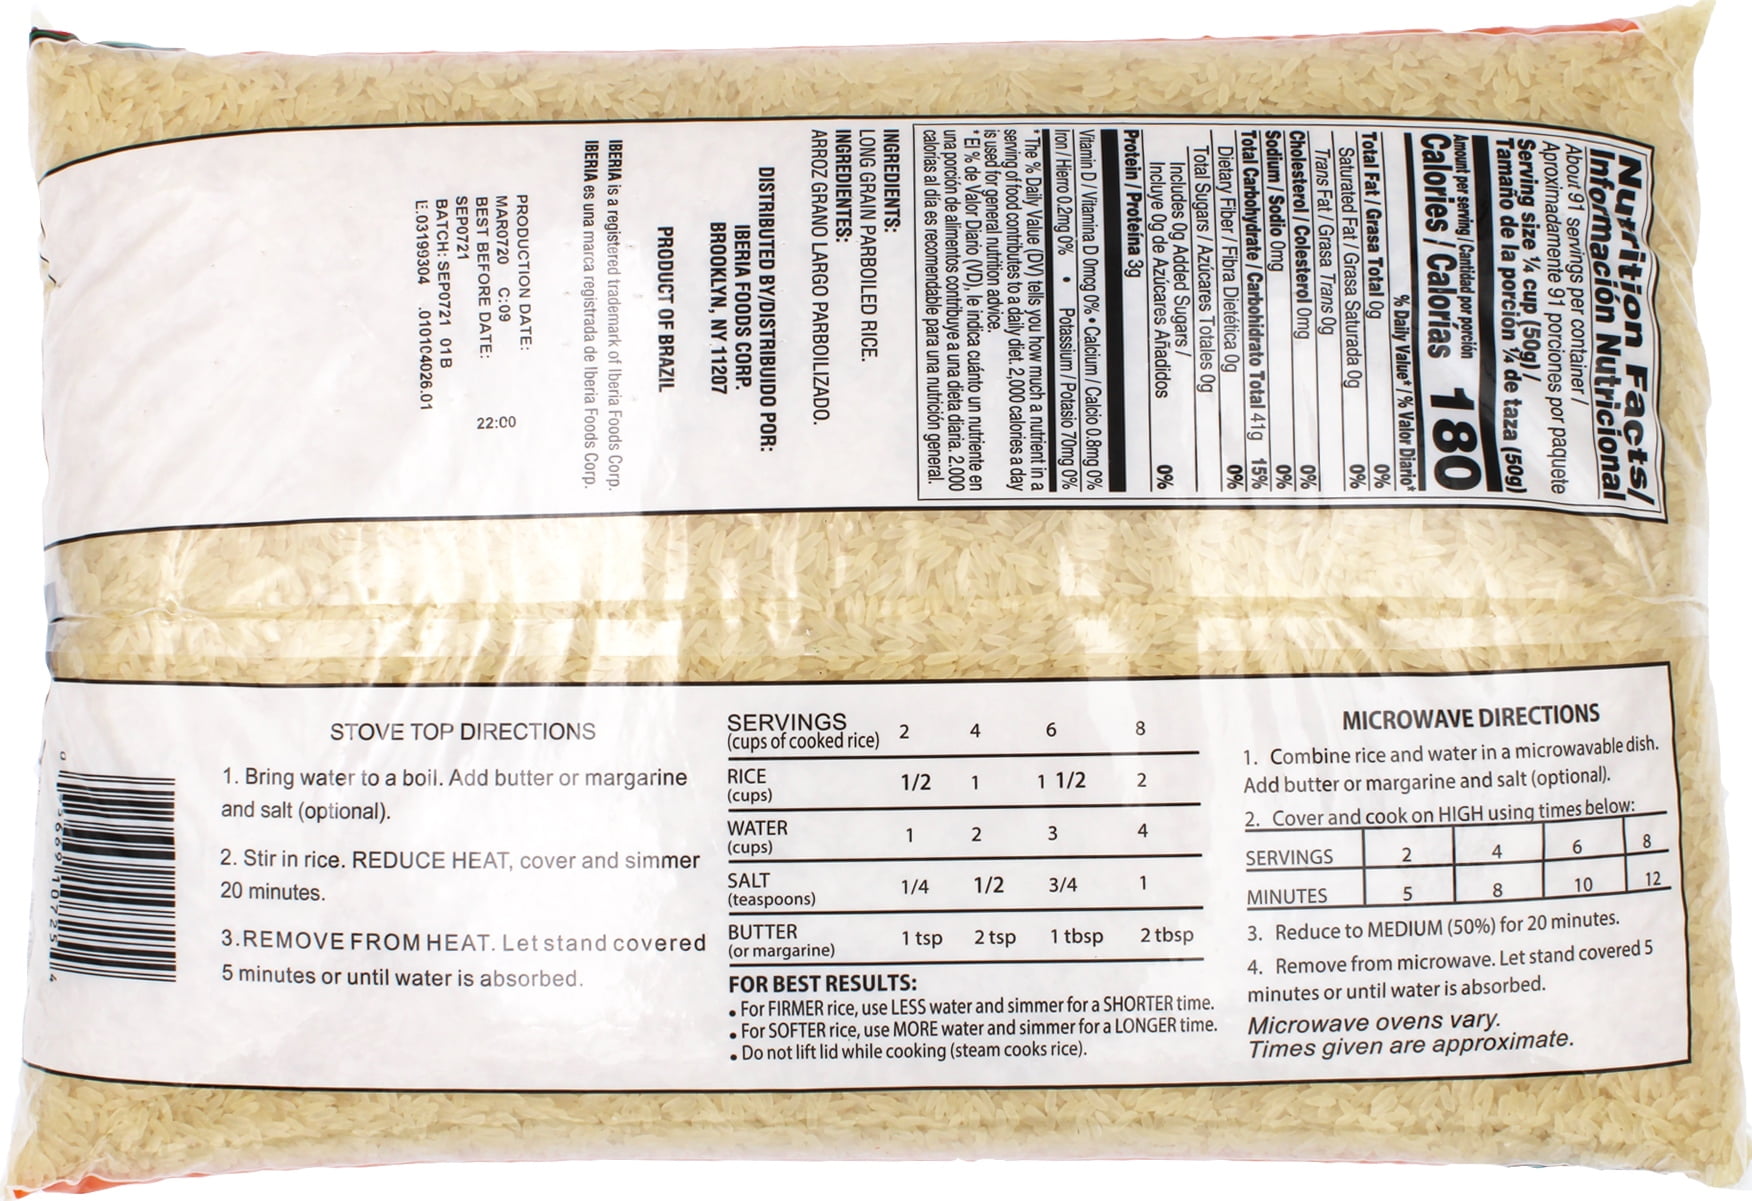 Nutrition Facts/
Información Nutricional
About 91 servings per container /
Aproximadamente 91 porciones por paquete
Serving size ¼ cup (50g) /
Tamaño de la porción ¼ de taza (50g)
Amount per serving / Cantidad por porción
Calories / Calorías 180
% Daily Value* / % Valor Diario*
Total Fat / Grasa Total 0g 0%
Saturated Fat / Grasa Saturada 0g 0%
Trans Fat / Grasa Trans 0g
Cholesterol / Colesterol 0mg 0%
Sodium / Sodio 0mg 0%
Total Carbohydrate / Carbohidrato Total 41g 15%
Dietary Fiber / Fibra Dietética 0g 0%
Total Sugars / Azúcares Totales 0g
Includes 0g Added Sugars /
Incluye 0g de Azúcares Añadidos 0%
Protein / Proteína 3g
Vitamin D / Vitamina D 0mcg 0% • Calcium / Calcio 0.8mg 0%
Iron / Hierro 0.2mg 0% • Potassium / Potasio 70mg 0%
*The % Daily Value (DV) tells you how much a nutrient in a
serving of food contributes to a daily diet. 2,000 calories a day
is used for general nutrition advice.
*El % de Valor Diario (VD), le indica cuánto un nutriente en
una porción de alimentos contribuye a una dieta diaria. 2.000
calorías al día es recomendable para una nutrición general.
INGREDIENTS:
LONG GRAIN PARBOILED RICE.
INGREDIENTES:
ARROZ GRANO LARGO PARBOILIZADO.
DISTRIBUTED BY/DISTRIBUIDO POR:
IBERIA FOODS CORP.
BROOKLYN, NY 11207
PRODUCT OF BRAZIL
IBERIA is a registered trademark of Iberia Foods Corp.
IBERIA es una marca registrada de Iberia Foods Corp.
PRODUCTION DATE:
MAR0720 C:09
BEST BEFORE DATE: 22:00
SEP0721
BATCH: SEP0721 01B
L:03199304 .0101C4026.01
STOVE TOP DIRECTIONS
1. Bring water to a boil. Add butter or margarine
and salt (optional).
2. Stir in rice. REDUCE HEAT, cover and simmer
20 minutes.
3.REMOVE FROM HEAT. Let stand covered
5 minutes or until water is absorbed.
SERVINGS 2 4 6 8
(cups of cooked rice)
RICE 1/2 1 1 1/2 2
(cups)
WATER 1 2 3 4
(cups)
SALT 1/4 1/2 3/4 1
(teaspoons)
BUTTER 1 tsp 2 tsp 1 tbsp 2 tbsp
(or margarine)
FOR BEST RESULTS:
• For FIRMER rice, use LESS water and simmer for a SHORTER time.
• For SOFTER rice, use MORE water and simmer for a LONGER time.
• Do not lift lid while cooking (steam cooks rice).
MICROWAVE DIRECTIONS
1. Combine rice and water in a microwavable dish.
Add butter or margarine and salt (optional).
2. Cover and cook on HIGH using times below:
SERVINGS 2 4 6 8
MINUTES 5 8 10 12
3. Reduce to MEDIUM (50%) for 20 minutes.
4. Remove from microwave. Let stand covered 5
minutes or until water is absorbed.
Microwave ovens vary.
Times given are approximate.